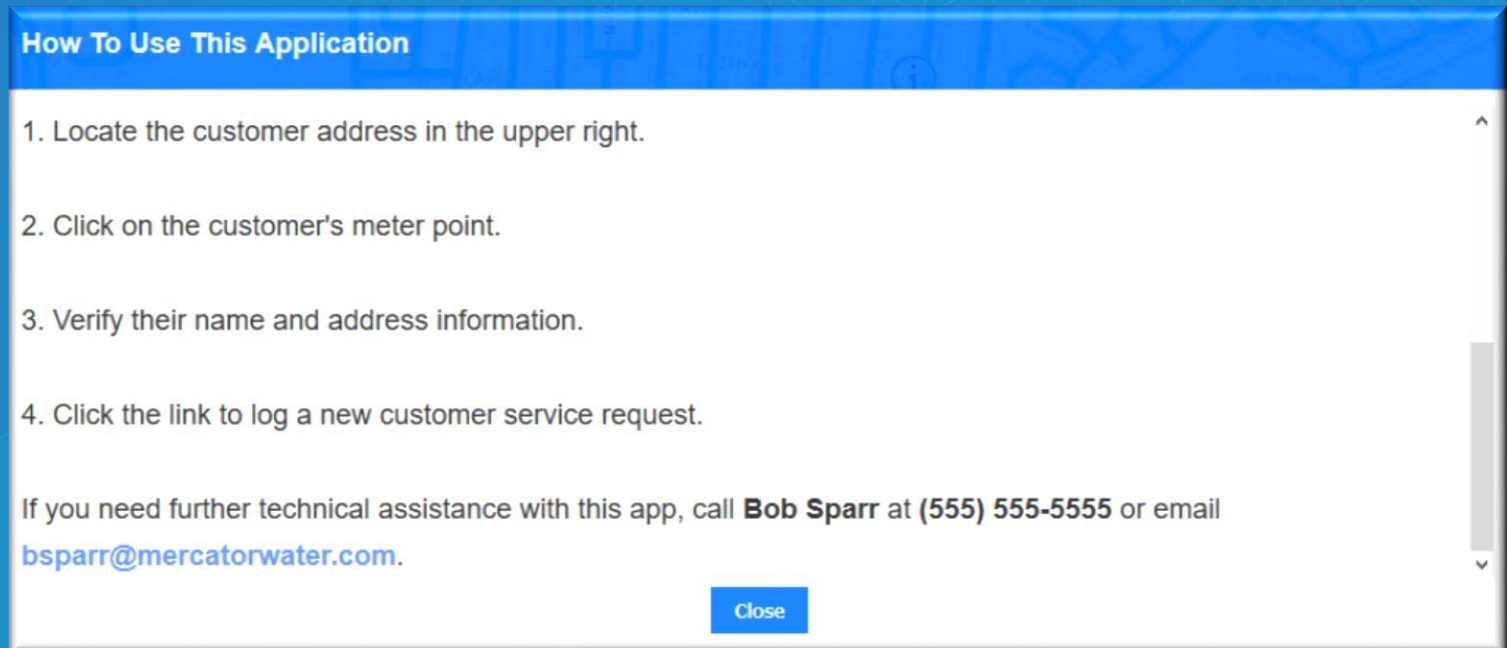 How To Use This Application
1. Locate the customer address in the upper right.
2. Click on the customer's meter point.
3. Verify their name and address information.
4. Click the link to log a new customer service request.
If you need further technical assistance with this app, call Bob Sparr at (555) 555-5555 or email
bsparr@mercatorwater.com.
Close